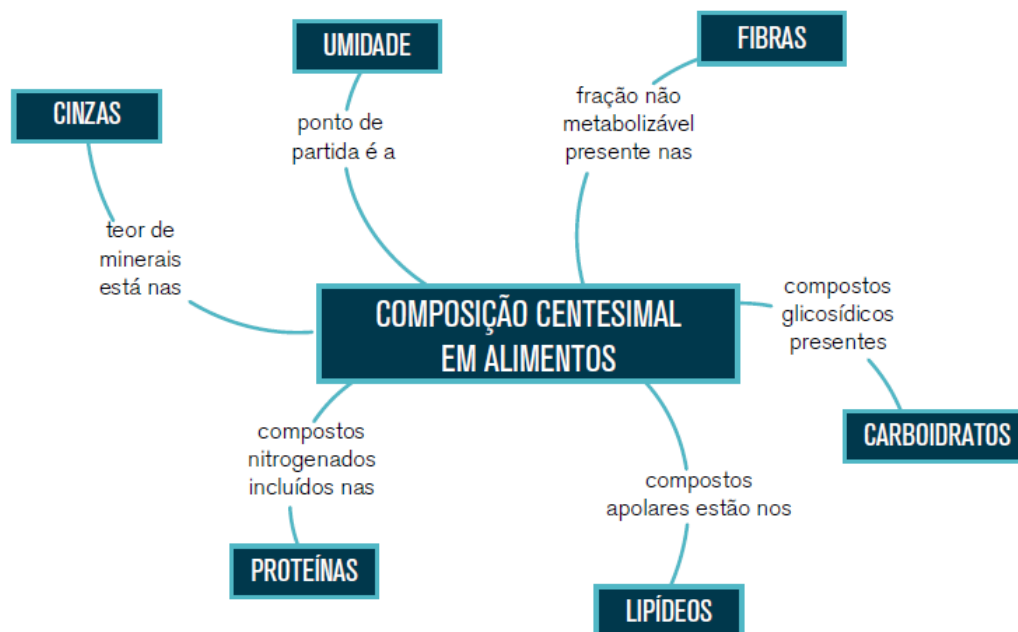 UMIDADE
FIBRAS
CINZAS
ponto de
partida é a
fração não
metabolizável
presente nas
teor de
minerais
está nas
COMPOSIÇÃO CENTESIMAL
EM ALIMENTOS
compostos
glicosídicos
presentes
CARBOIDRATOS
compostos
nitrogenados
incluídos nas
compostos
apolares estão nos
PROTEÍNAS
LIPÍDEOS